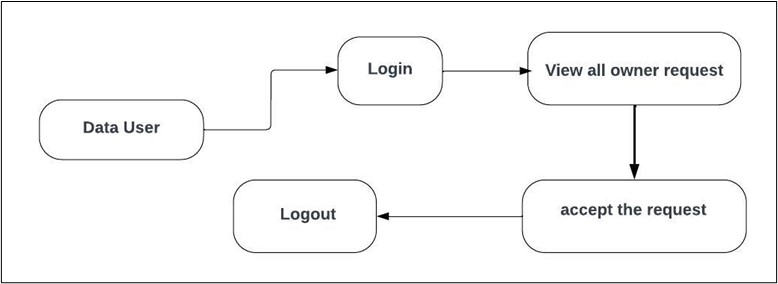 Login
View all owner request
Data User
accept the request
Logout